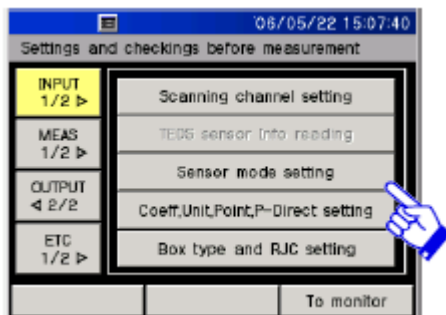 '06/05/22 15:07:40
Settings and checkings before measurement
INPUT
1/2 ▷
Scanning channel setting
MEAS
1/2 ▷
TEDS sensor Info reading
Sensor mode setting
OUTPUT
◁ 2/2
Coeff,Unit,Point,P-Direct setting
ETC
1/2 ▷
Box type and RJC setting
To monitor